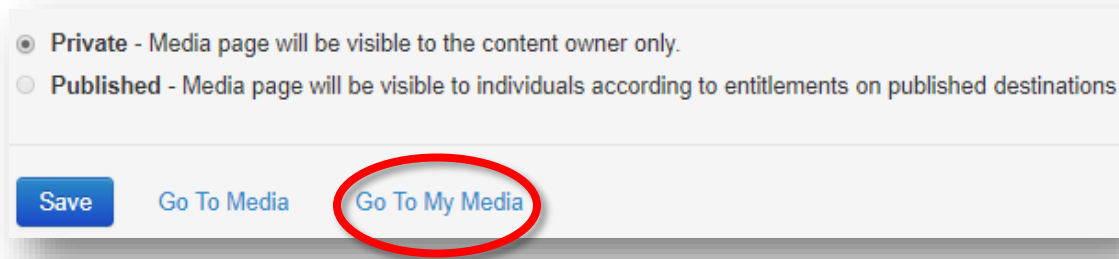 Private - Media page will be visible to the content owner only.
Published - Media page will be visible to individuals according to entitlements on published destinations
Save Go To Media Go To My Media